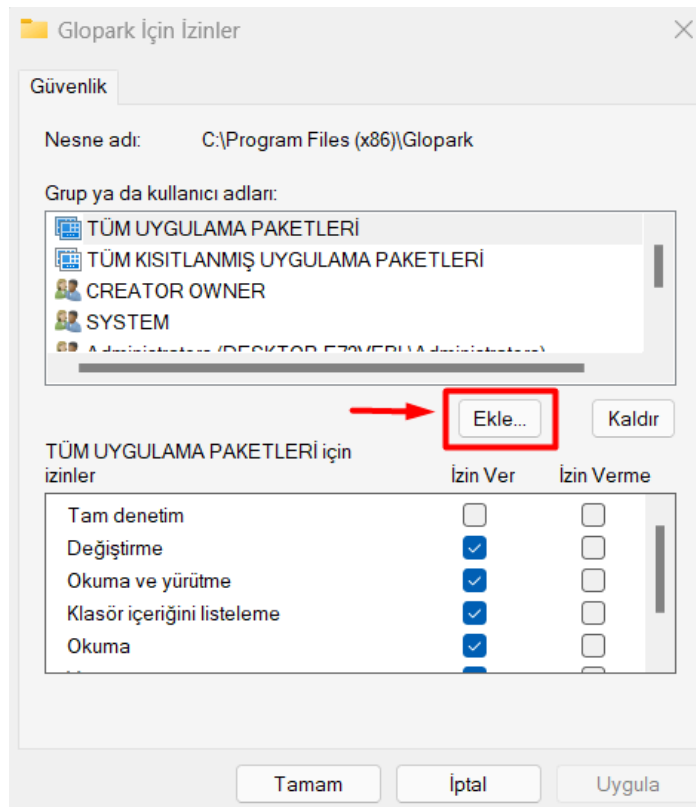 Glopark İçin İzinler
Güvenlik
Nesne adı: C:\Program Files (x86)\Glopark
Grup ya da kullanıcı adları:
TÜM UYGULAMA PAKETLERİ
TÜM KISITLANMIŞ UYGULAMA PAKETLERİ
CREATOR OWNER
SYSTEM
Ekle...
Kaldır
TÜM UYGULAMA PAKETLERİ için
izinler
İzin Ver
İzin Verme
Tam denetim
Değiştirme
Okuma ve yürütme
Klasör içeriğini listeleme
Okuma
Tamam
İptal
Uygula